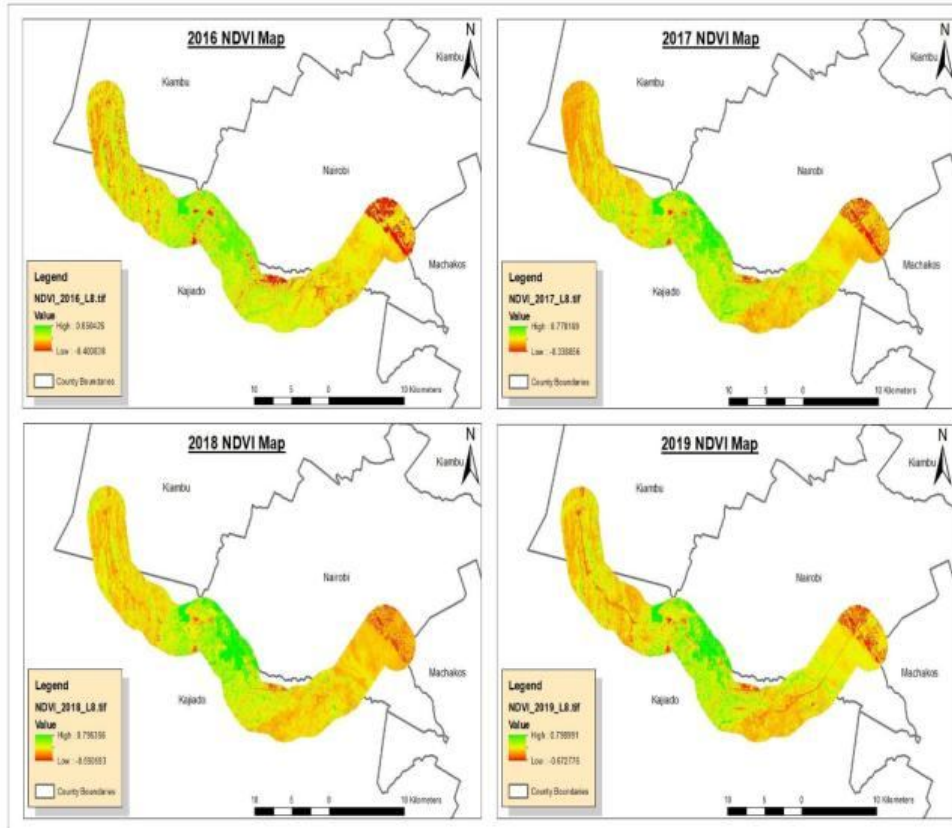 2016 NDVI Map
N
Kiambu
Kiambu
Nairobi
Machakos
Kajiado
Legend
NDVI_2016_L8.tif
Value
High :
Low :
County Boundaries
10 5 0 10 Kilometers
2017 NDVI Map
N
Kiambu
Kiambu
Nairobi
Machakos
Kajiado
Legend
NDVI_2017_L8.tif
Value
High :
Low :
County Boundaries
10 5 0 10 Kilometers
2018 NDVI Map
N
Kiambu
Kiambu
Nairobi
Machakos
Kajiado
Legend
NDVI_2018_L8.tif
Value
High :
Low :
County Boundaries
10 5 0 10 Kilometers
2019 NDVI Map
N
Kiambu
Kiambu
Nairobi
Machakos
Kajiado
Legend
NDVI_2019_L8.tif
Value
High :
Low :
County Boundaries
10 5 0 10 Kilometers